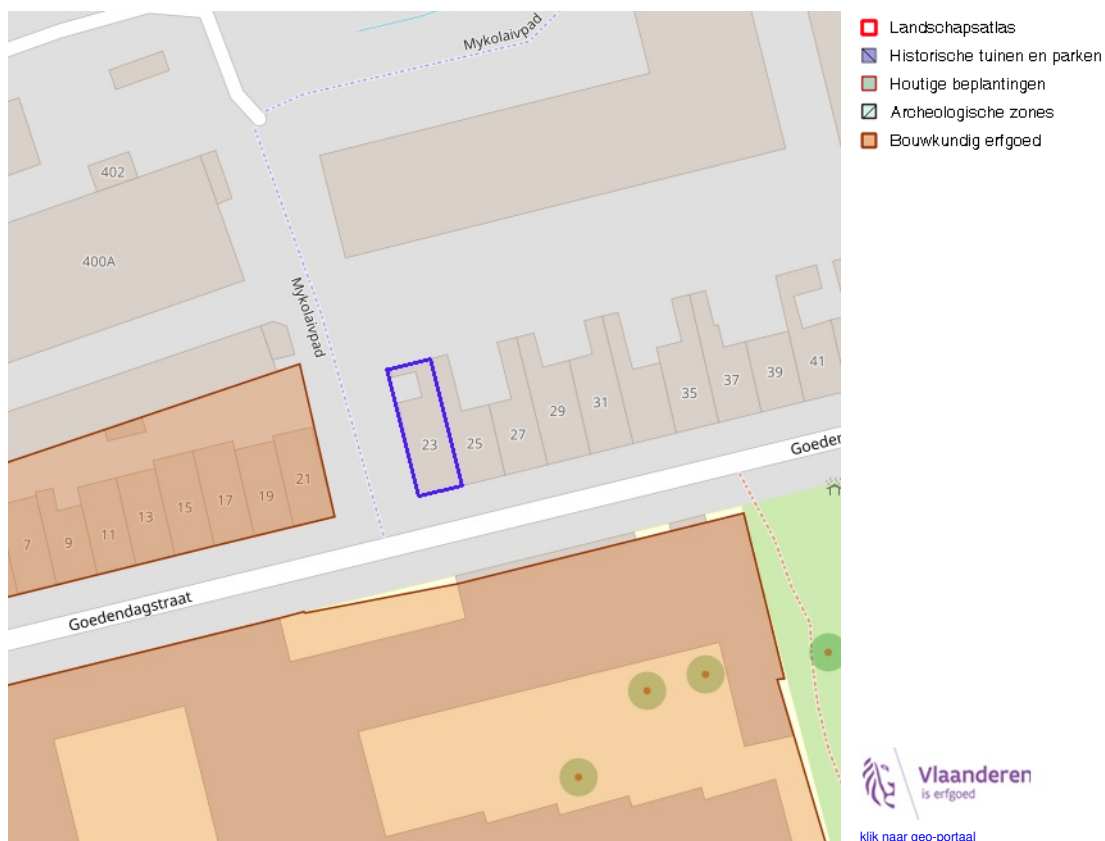 Mykolaivpad
402
400A
Mykolaivpad
23
25
27
29
31
35
37
39
41
Goedend
7
9
11
13
15
17
19
21
Goedendagstraat
Landschapsatlas
Historische tuinen en parken
Houtige beplantingen
Archeologische zones
Bouwkundig erfgoed
Vlaanderen
is erfgoed
klik naar geo-portaal